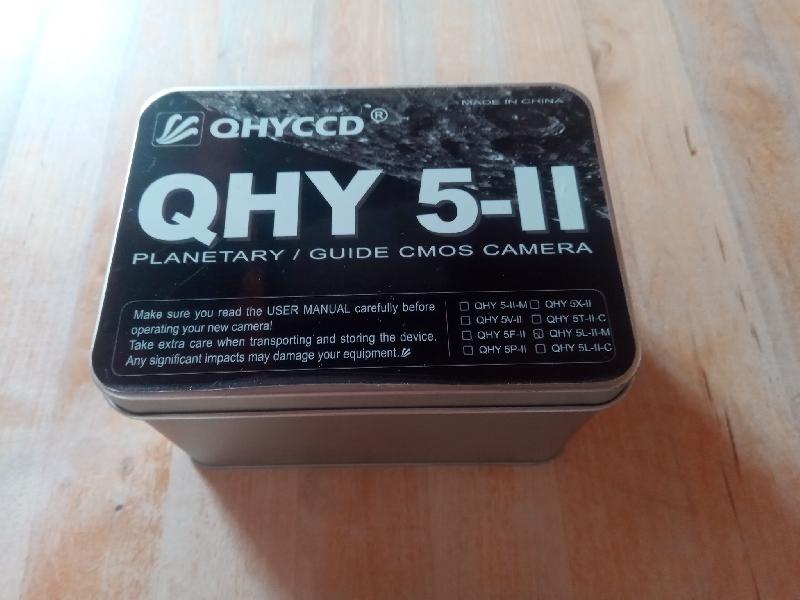 MADE IN CHINA
QHYCCD®
QHY 5-II
PLANETARY / GUIDE CMOS CAMERA
Make sure you read the USER MANUAL carefully before
operating your new camera!
Take extra care when transporting and storing the device.
Any significant impacts may damage your equipment.
QHY 5-II-M QHY 5X-II
QHY 5V-II QHY 5T-II-C
QHY 5F-II QHY 5L-II-M
QHY 5P-II QHY 5L-II-C